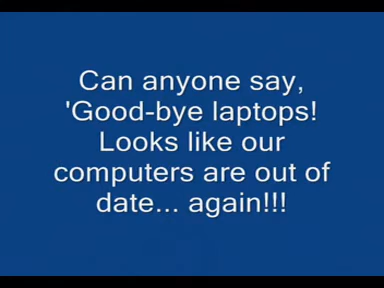 Can anyone say,
'Good-bye laptops!
Looks like our
computers are out of
date... again!!!